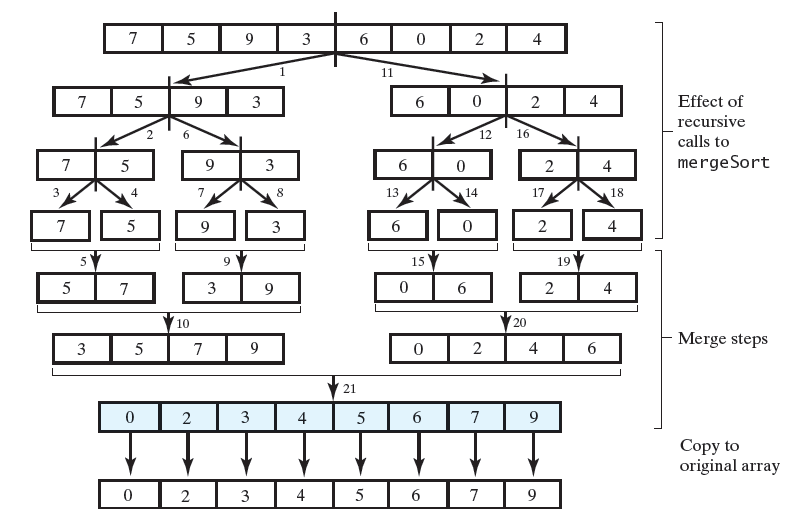 7 5 9 3 6 0 2 4
1 11
7 5 9 3 6 0 2 4
Effect of
recursive
calls to
mergeSort
2 6 12 16
7 5 9 3 6 0 2 4
3 4 7 8 13 14 17 18
7 5 9 3 6 0 2 4
5 9 15 19
5 7 3 9 0 6 2 4
10 20
3 5 7 9 0 2 4 6
Merge steps
21
0 2 3 4 5 6 7 9
Copy to
original array
0 2 3 4 5 6 7 9